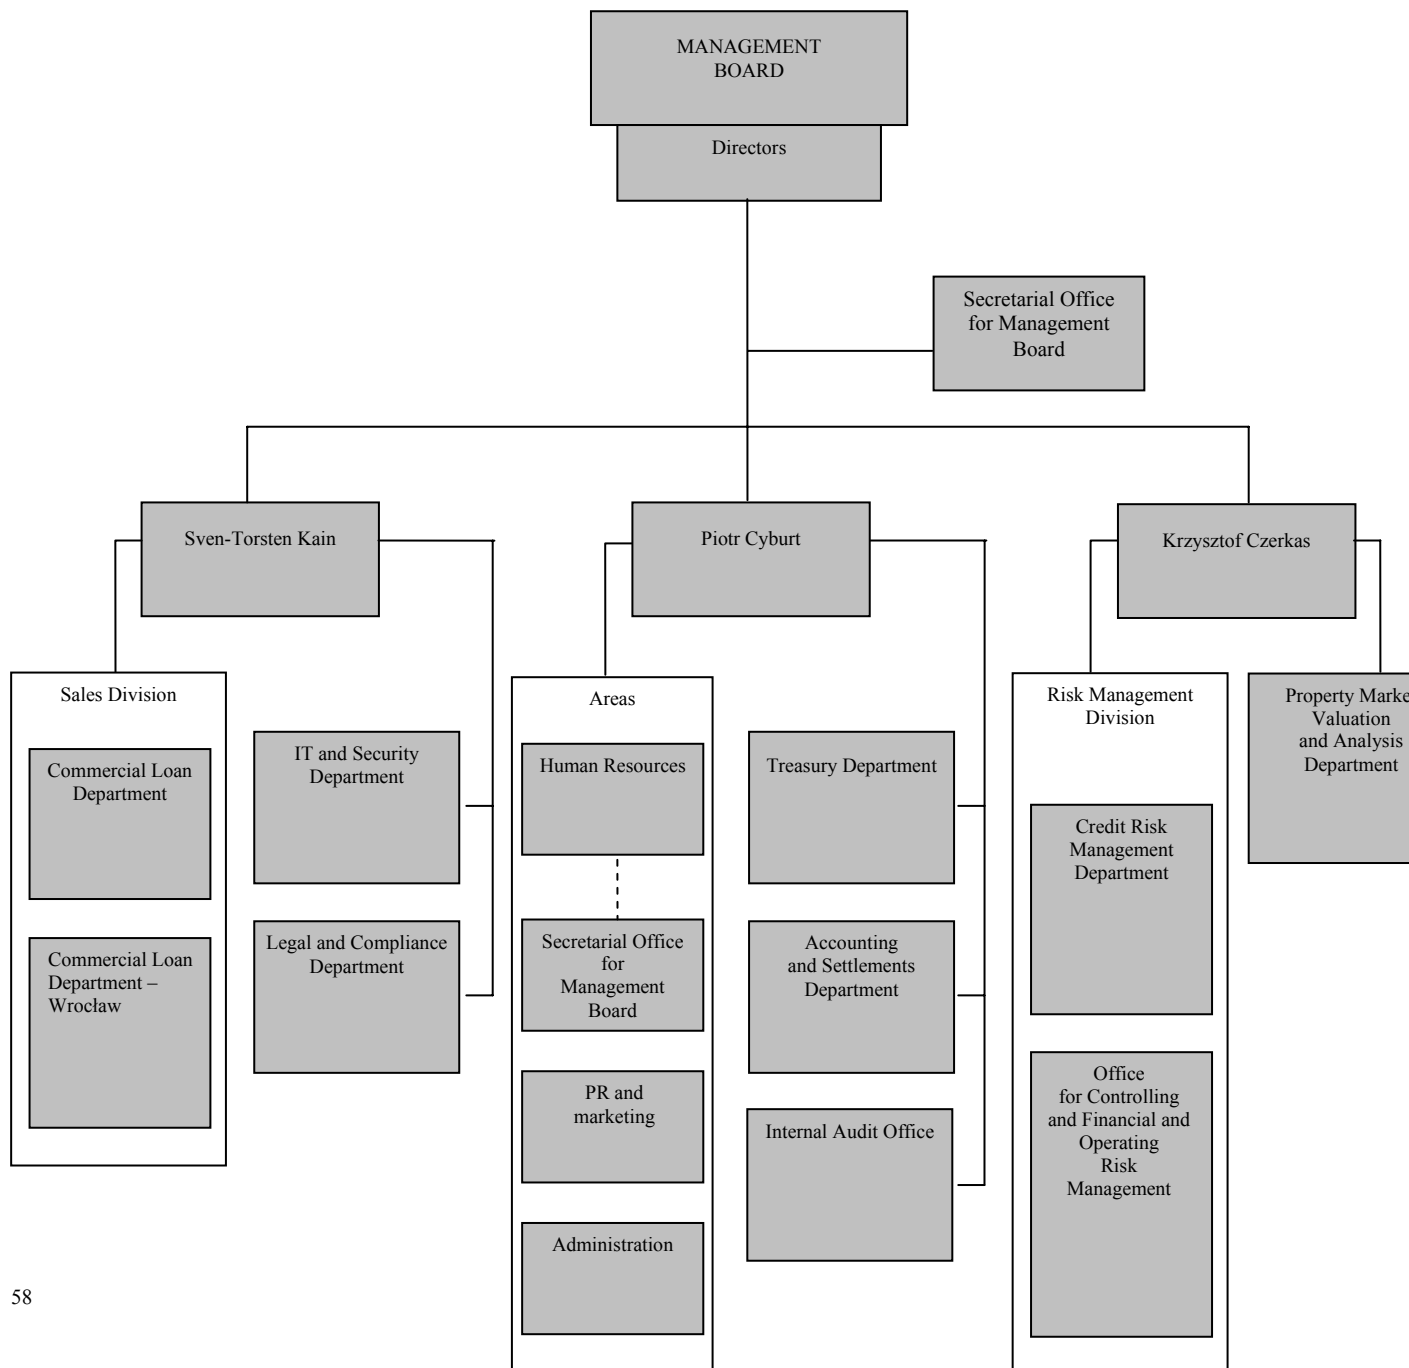 MANAGEMENT
BOARD
Directors
Secretarial Office
for Management
Board
Sven-Torsten Kain
Piotr Cyburt
Krzysztof Czerkas
Sales Division
Commercial Loan
Department
Commercial Loan
Department –
Wrocław
IT and Security
Department
Legal and Compliance
Department
Areas
Human Resources
Secretarial Office
for
Management
Board
PR and
marketing
Administration
Treasury Department
Accounting
and Settlements
Department
Internal Audit Office
Risk Management
Division
Credit Risk
Management
Department
Office
for Controlling
and Financial and
Operating
Risk
Management
Property Marke
Valuation
and Analysis
Department
58